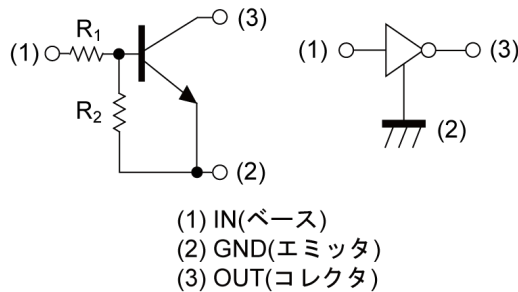 (3)
R1
(1)
R2
(2)
(1)
(3)
(2)
(1) IN(ベース)
(2) GND(エミッタ)
(3) OUT(コレクタ)